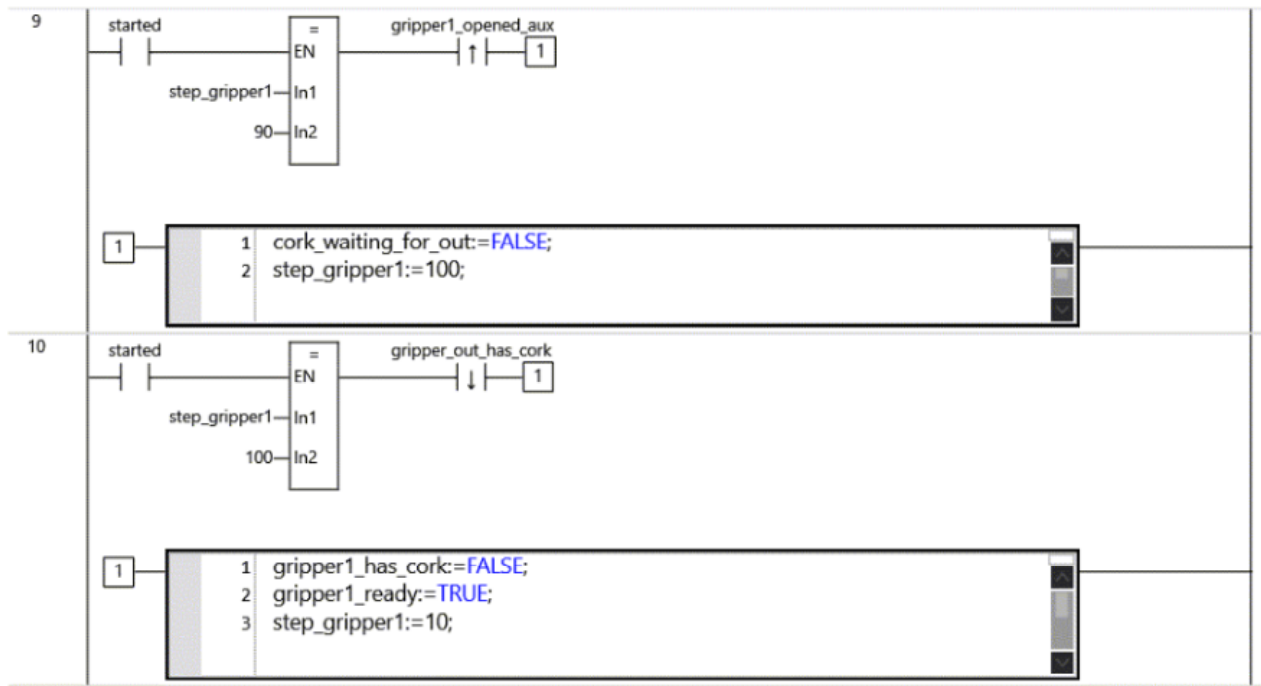 9
started
=
gripper1_opened_aux
EN
↑
1
step_gripper1
In1
90
In2
1
1 cork_waiting_for_out:=FALSE;
2 step_gripper1:=100;
10
started
=
gripper_out_has_cork
EN
↓
1
step_gripper1
In1
100
In2
1
1 gripper1_has_cork:=FALSE;
2 gripper1_ready:=TRUE;
3 step_gripper1:=10;